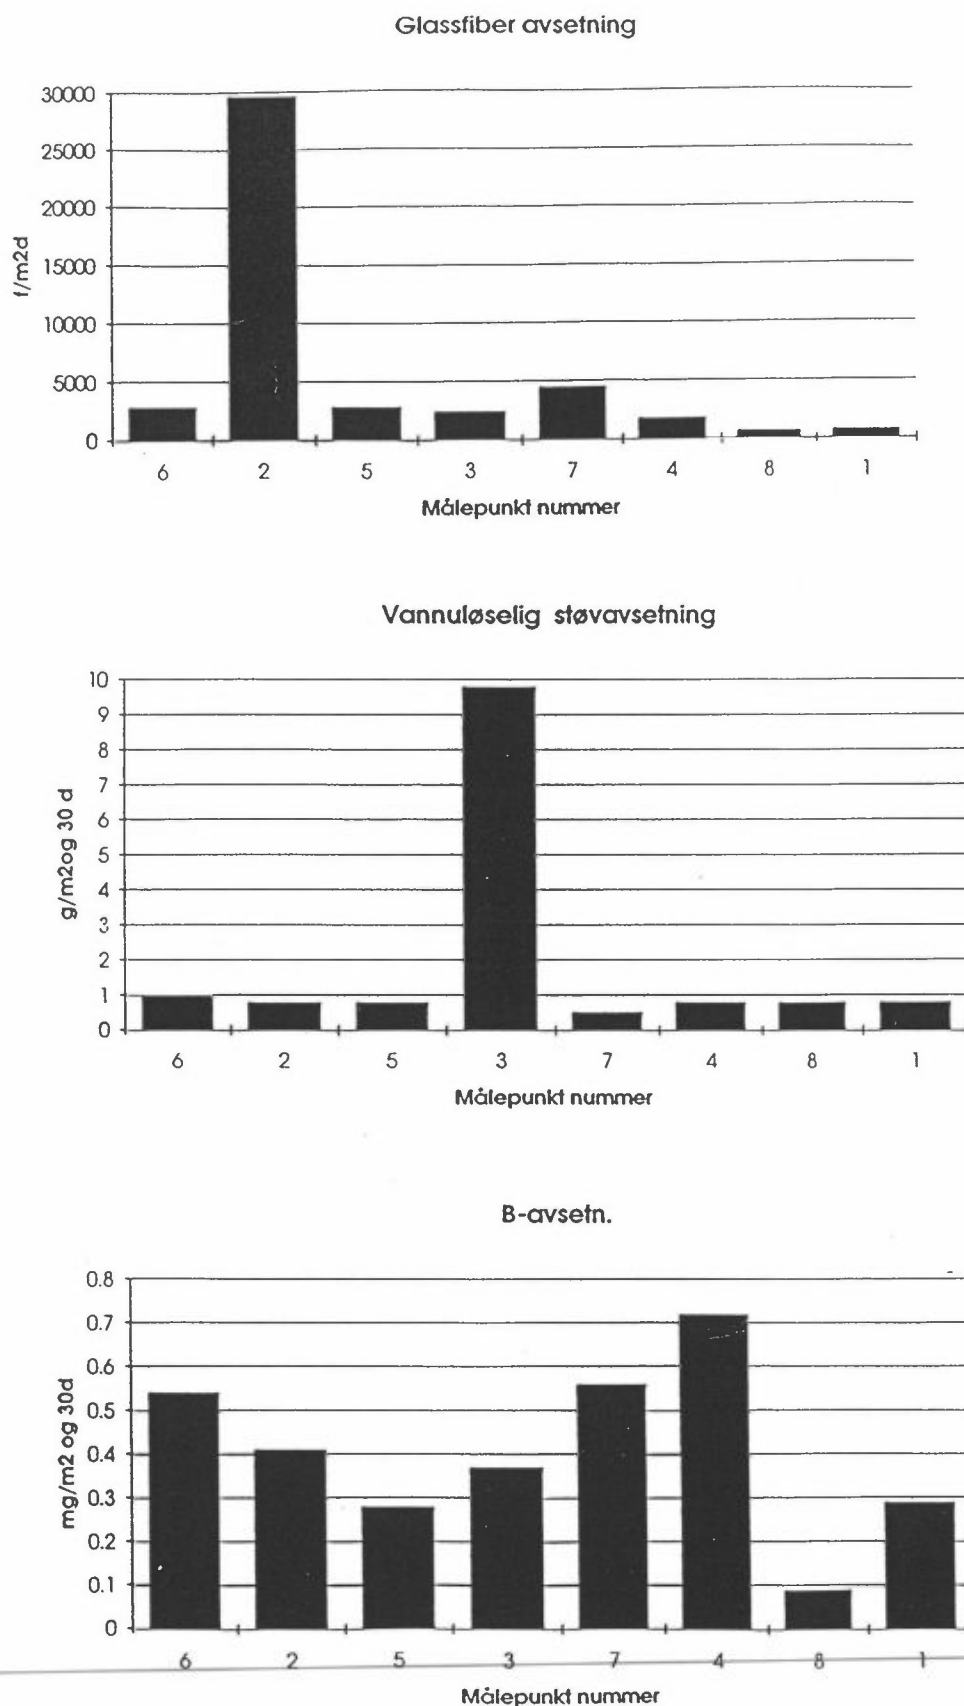 Glassfiber avsetning
30000
25000
20000
15000
10000
5000
0
f/m2d
6 2 5 3 7 4 8 1
Målepunkt nummer
Vannuløselig støvavsetning
10
9
8
7
6
5
4
3
2
1
0
g/m2og 30 d
6 2 5 3 7 4 8 1
Målepunkt nummer
B-avsetn.
0.8
0.7
0.6
0.5
0.4
0.3
0.2
0.1
0
mg/m2 og 30d
6 2 5 3 7 4 8 1
Målepunkt nummer